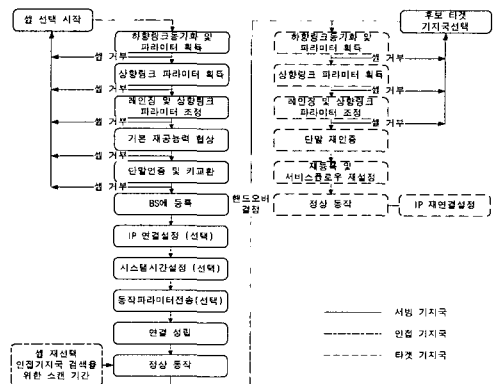 셀 선택 시작
하향링크동기화 및
파라미터 획득
셀 거부
상향링크 파라미터 획득
셀 거부
레인징 및 상향링크
파라미터 조정
셀 거부
기본 제공능력 협상
셀 거부
단말인증 및 키교환
셀 거부
BS에 등록
IP 연결설정 (선택)
시스템시간설정 (선택)
동작파라미터전송(선택)
연결 성립
셀 재선택
인접기지국 검색을
위한 스캔 기간
정상 동작
후보 타겟
기지국선택
하향링크동기화 및
파라미터 획득
셀 거부
상향링크 파라미터 획득
셀 거부
레인징 및 상향링크
파라미터 조정
셀 거부
단말 재인증
재등록 및
서비스플로우 재설정
핸드오버
결정
정상 동작
IP 재연결설정
서빙 기지국
인접 기지국
타겟 기지국